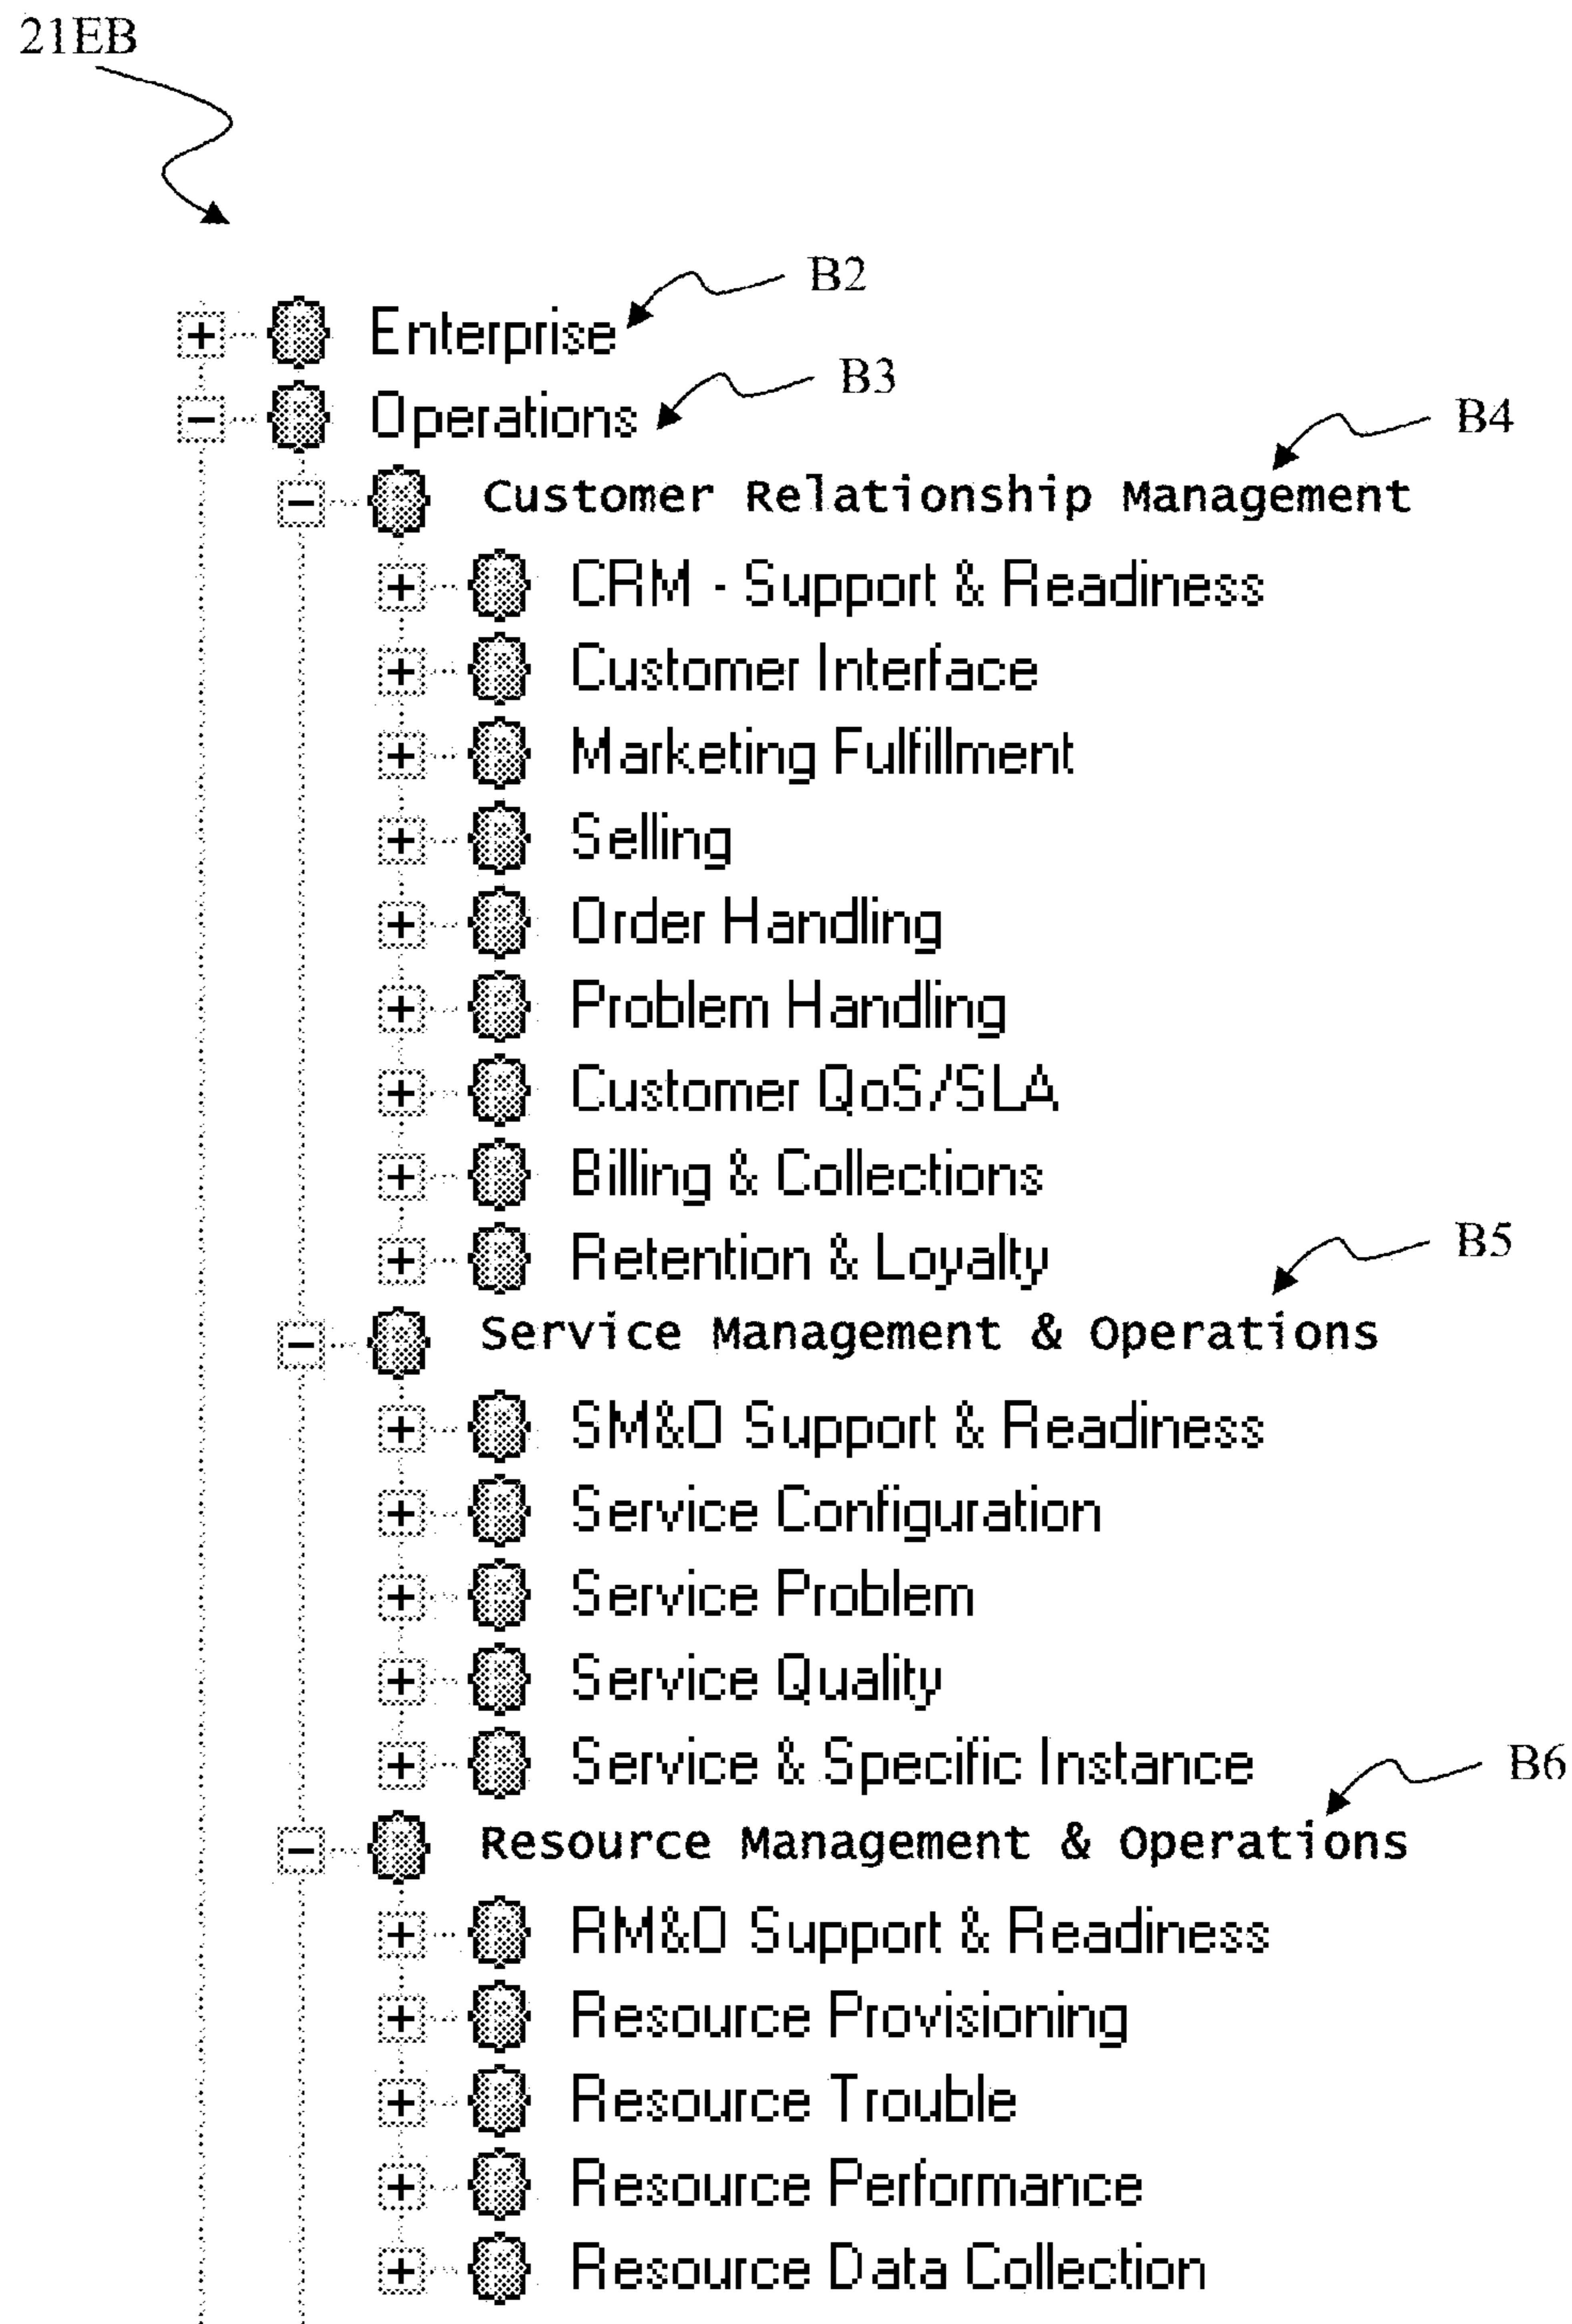 21EB
Enterprise B2
Operations B3
Customer Relationship Management B4
CRM - Support & Readiness
Customer Interface
Marketing Fulfillment
Selling
Order Handling
Problem Handling
Customer QoS/SLA
Billing & Collections
Retention & Loyalty
Service Management & Operations B5
SM&O Support & Readiness
Service Configuration
Service Problem
Service Quality
Service & Specific Instance
Resource Management & Operations B6
RM&O Support & Readiness
Resource Provisioning
Resource Trouble
Resource Performance
Resource Data Collection